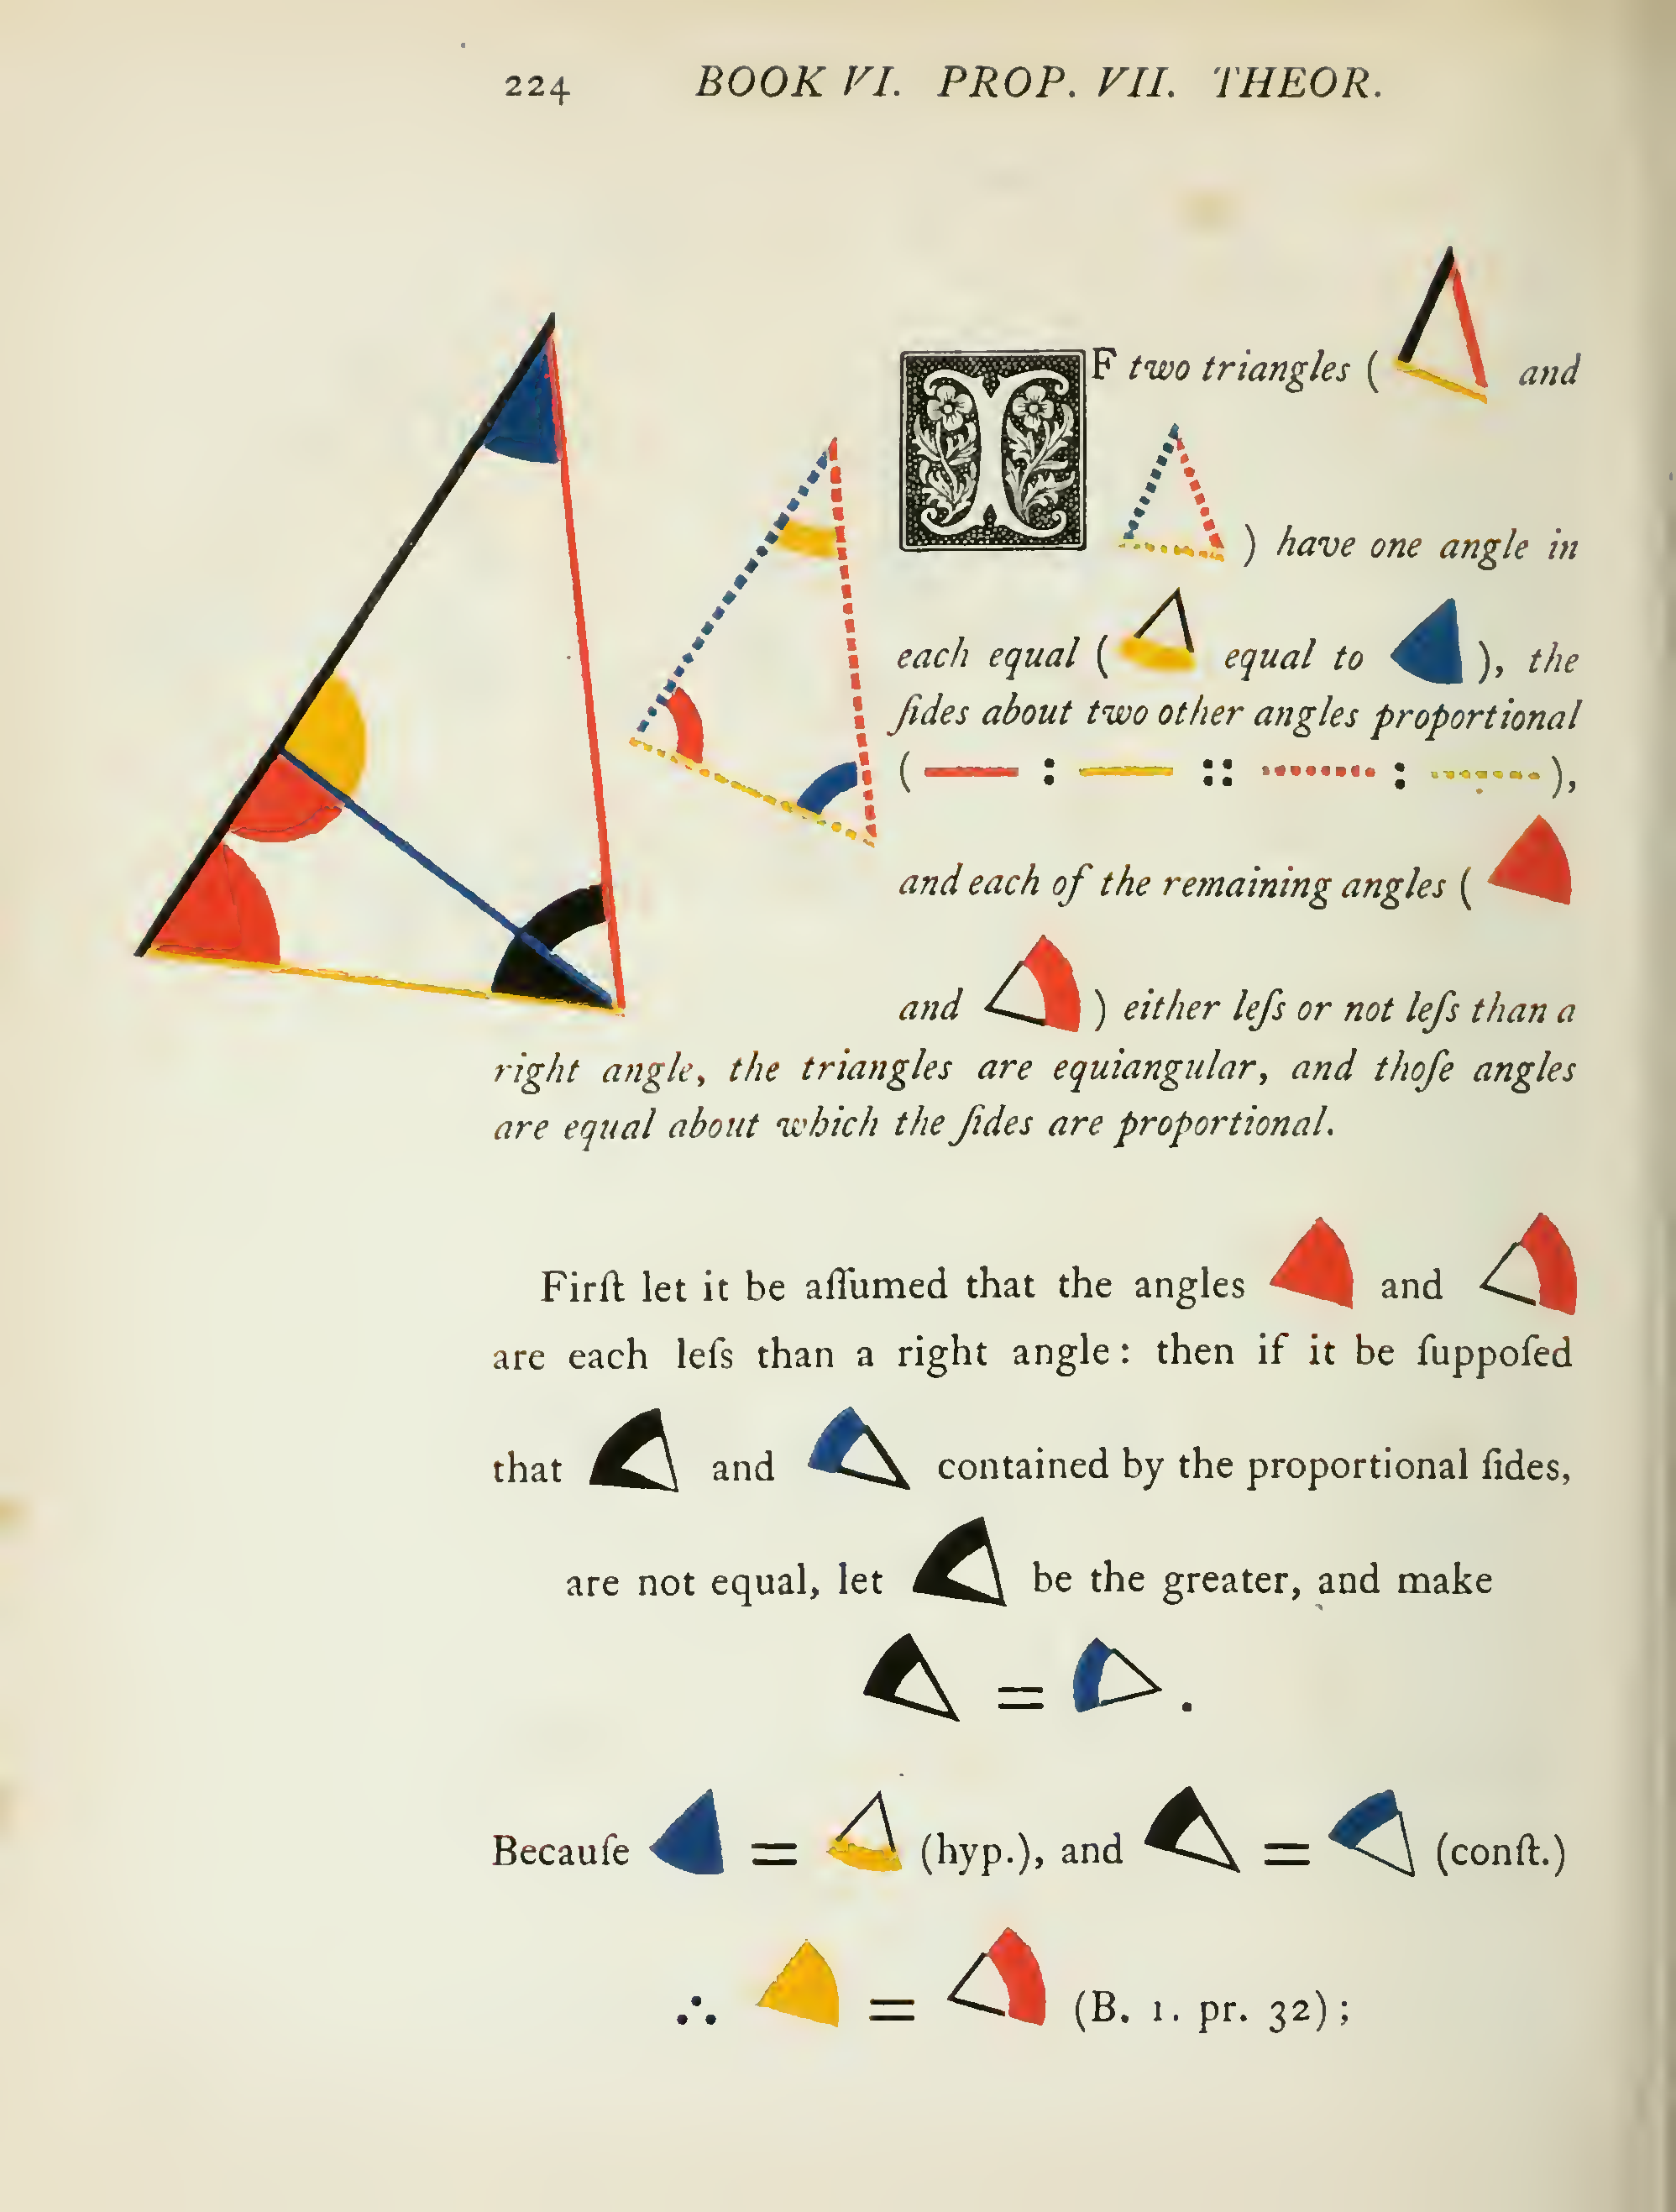 224 BOOK VI. PROP. VII. THEOR.
IF two triangles ( and
) have one angle in
each equal ( equal to ), the
ſides about two other angles proportional
( : :: : ),
and each of the remaining angles (
and ) either leſs or not leſs than a
right angle, the triangles are equiangular, and thoſe angles
are equal about which the ſides are proportional.
Firſt let it be aſſumed that the angles and
are each leſs than a right angle: then if it be ſuppoſed
that and contained by the proportional ſides,
are not equal, let be the greater, and make
= .
Becauſe = (hyp.), and = (conſt.)
∴ = (B. 1. pr. 32);